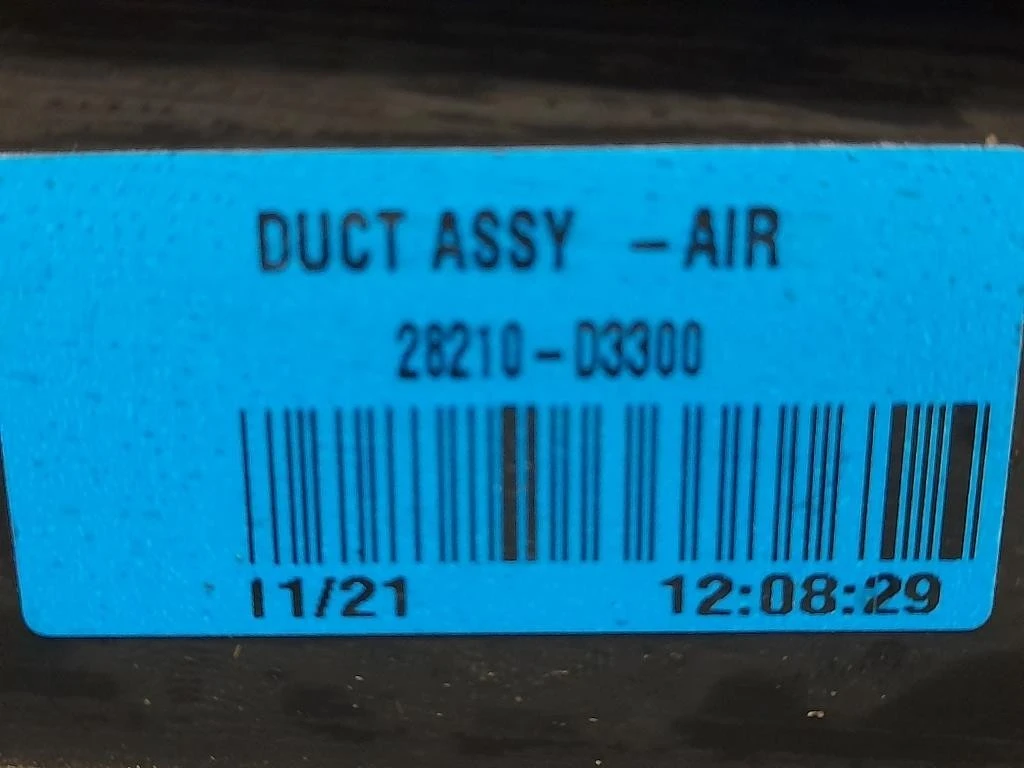 DUCT ASSY -AIR
28210-D3300
11/21 12:08:29